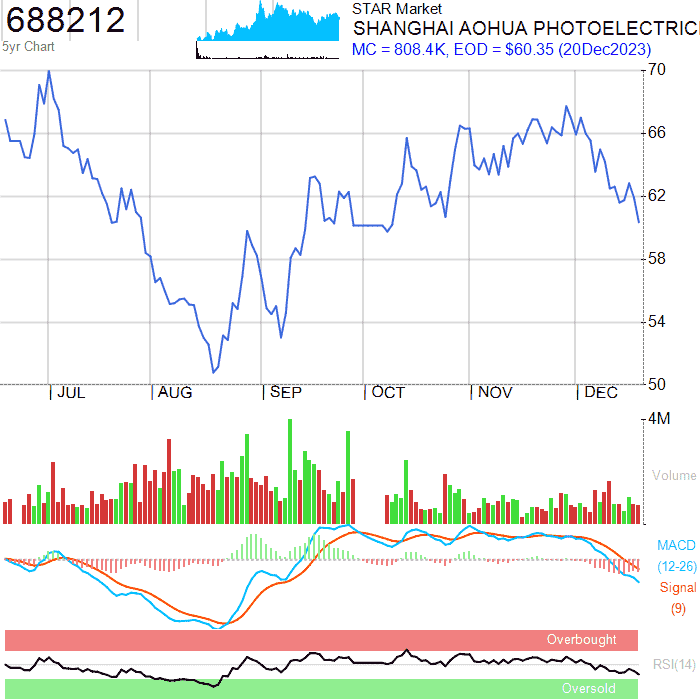 688212
5yr Chart
STAR Market
SHANGHAI AOHUA PHOTOELECTRIC
MC = 808.4K, EOD = $60.35 (20Dec2023)
70
66
62
58
54
50
JUL
AUG
SEP
OCT
NOV
DEC
4M
Volume
MACD
(12-26)
Signal
(9)
Overbought
RSI(14)
Oversold